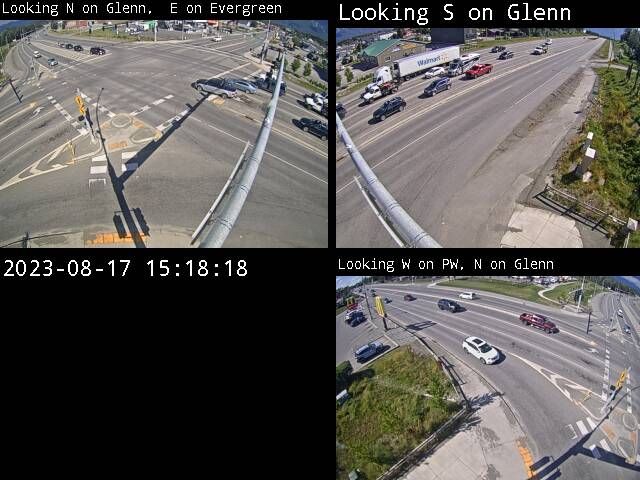 Looking N on Glenn, E on Evergreen
Looking S on Glenn
Walmart
2023-08-17 15:18:18
Looking W on PW, N on Glenn